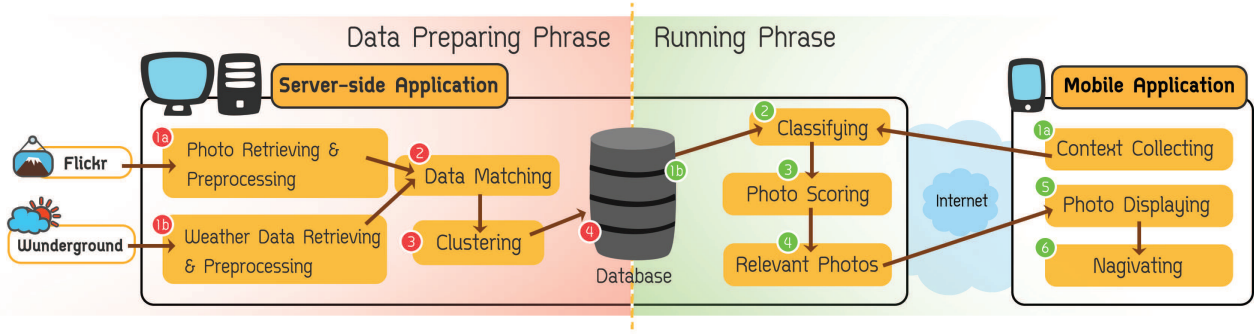 Data Preparing Phrase
Running Phrase
Server-side Application
Mobile Application
Flickr
Wunderground
1a
Photo Retrieving &
Preprocessing
1b
Weather Data Retrieving
& Preprocessing
2
Data Matching
3
Clustering
4
Database
1b
2
Classifying
3
Photo Scoring
4
Relevant Photos
Internet
1a
Context Collecting
5
Photo Displaying
6
Nagivating